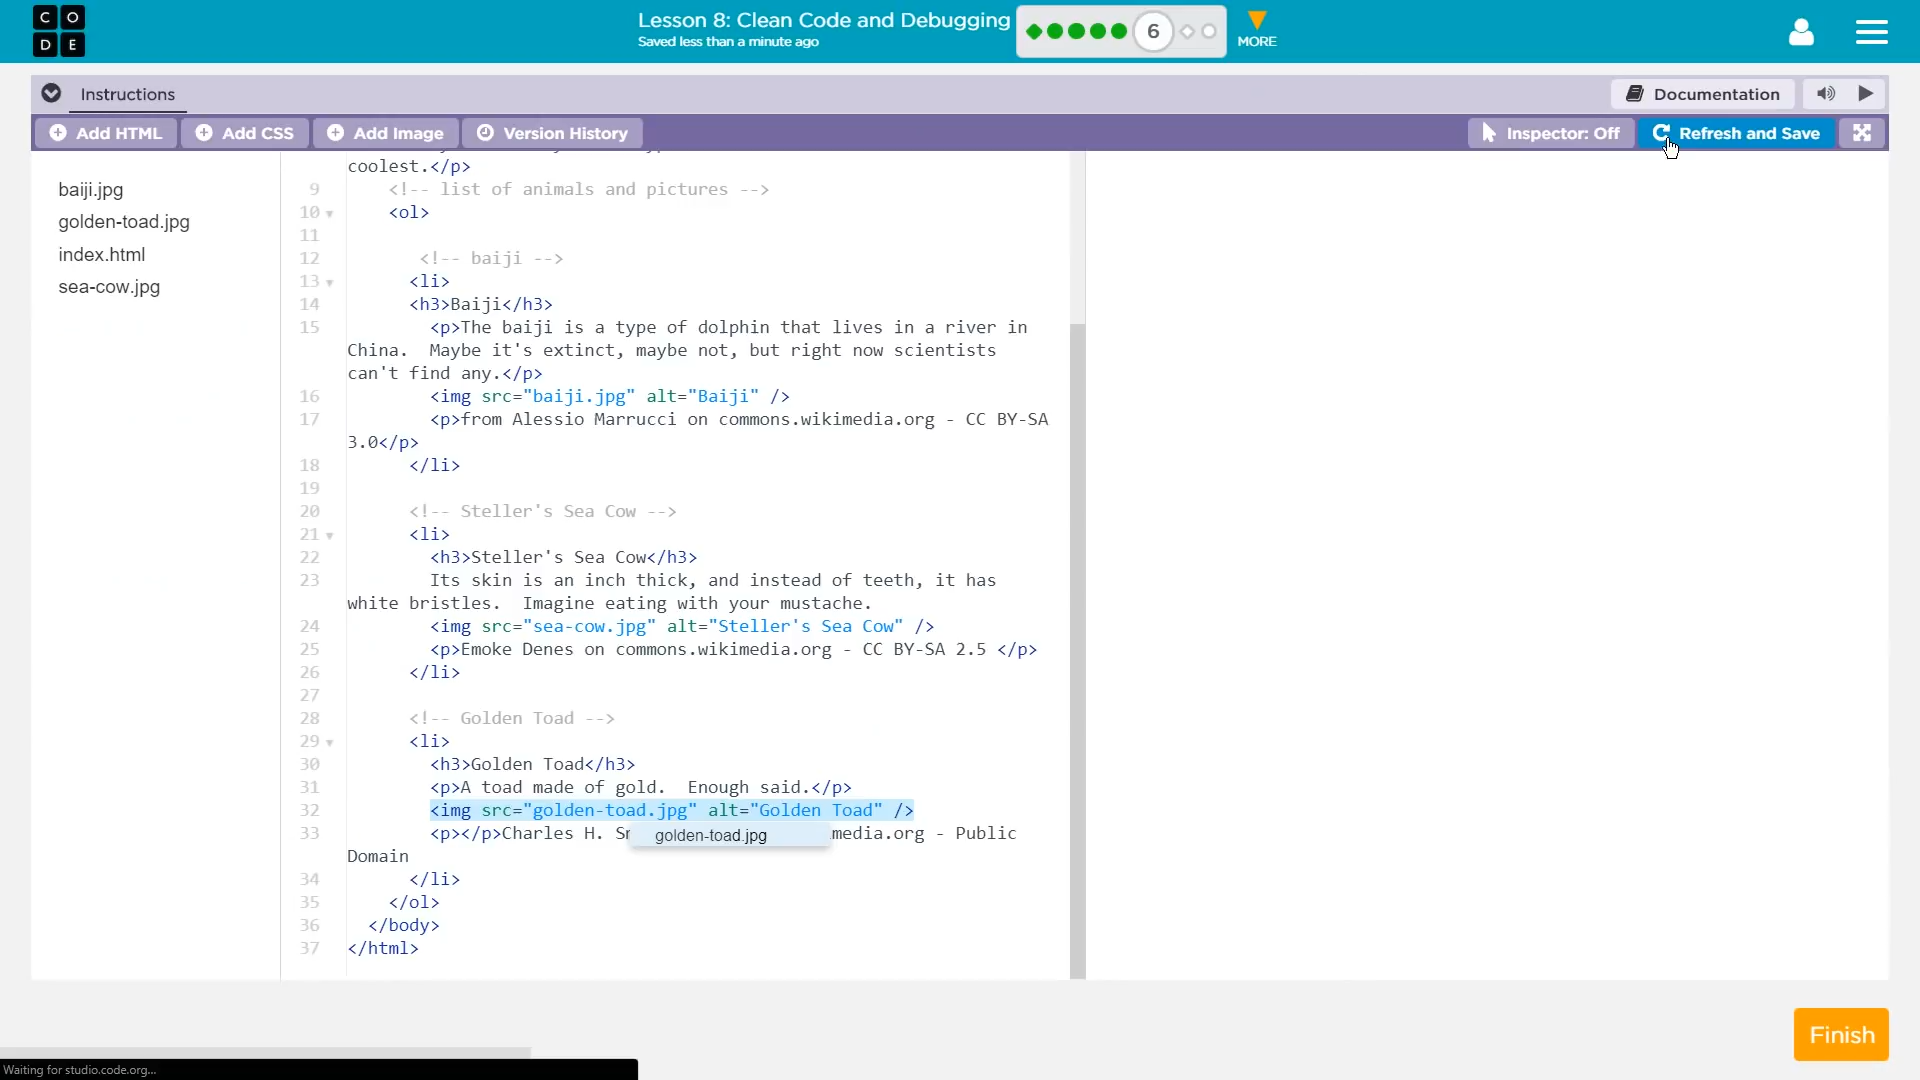 C O
D E
Lesson 8: Clean Code and Debugging
Saved less than a minute ago
6
MORE
Instructions
Documentation
Add HTML
Add CSS
Add Image
Version History
Inspector: Off
Refresh and Save
baiji.jpg
golden-toad.jpg
index.html
sea-cow.jpg
coolest.</p>
9 <!-- list of animals and pictures -->
10 <ol>
11
12 <!-- baiji -->
13 <li>
14 <h3>Baiji</h3>
15 <p>The baiji is a type of dolphin that lives in a river in
China.  Maybe it's extinct, maybe not, but right now scientists
can't find any.</p>
16 <img src="baiji.jpg" alt="Baiji" />
17 <p>from Alessio Marrucci on commons.wikimedia.org - CC BY-SA
3.0</p>
18 </li>
19
20 <!-- Steller's Sea Cow -->
21 <li>
22 <h3>Steller's Sea Cow</h3>
23 Its skin is an inch thick, and instead of teeth, it has
white bristles.  Imagine eating with your mustache.
24 <img src="sea-cow.jpg" alt="Steller's Sea Cow" />
25 <p>Emoke Denes on commons.wikimedia.org - CC BY-SA 2.5 </p>
26 </li>
27
28 <!-- Golden Toad -->
29 <li>
30 <h3>Golden Toad</h3>
31 <p>A toad made of gold.  Enough said.</p>
32 <img src="golden-toad.jpg" alt="Golden Toad" />
33 <p></p>Charles H. golden-toad.jpg media.org - Public
Domain
34 </li>
35 </ol>
36 </body>
37 </html>
Finish
Waiting for studio.code.org...